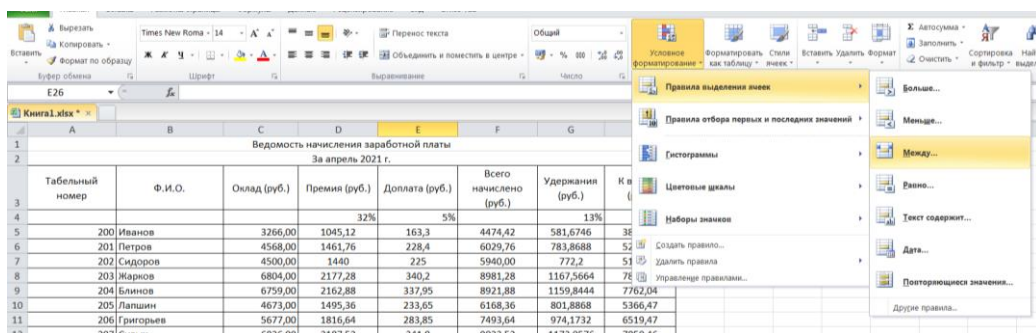 Вырезать
Копировать
Формат по образцу
Вставить
Буфер обмена
Times New Roma 14
Ж К Ч
Шрифт
Перенос текста
Объединить и поместить в центре
Выравнивание
Общий
% 000
Число
Условное форматирование
Форматировать как таблицу
Стили ячеек
Вставить Удалить Формат
Σ Автосумма
Заполнить
Очистить
Сортировка и фильтр
E26
fx
Книга1.xlsx *
A B C D E F G
1 Ведомость начисления заработной платы
2 За апрель 2021 г.
3 Табельный номер Ф.И.О. Оклад (руб.) Премия (руб.) Доплата (руб.) Всего начислено (руб.) Удержания (руб.)
4 32% 5% 13%
5 200 Иванов 3266,00 1045,12 163,3 4474,42 581,6746
6 201 Петров 4568,00 1461,76 228,4 6029,76 783,8688
7 202 Сидоров 4500,00 1440 225 5940,00 772,2
8 203 Жарков 6804,00 2177,28 340,2 8981,28 1167,5664
9 204 Блинов 6759,00 2162,88 337,95 8921,88 1159,8444 7762,04
10 205 Лапшин 4673,00 1495,36 233,65 6168,36 801,8868 5366,47
11 206 Григорьев 5677,00 1816,64 283,85 7493,64 974,1732 6519,47
Правила выделения ячеек
Правила отбора первых и последних значений
Гистограммы
Цветовые шкалы
Наборы значков
Создать правило...
Удалить правила
Управление правилами...
Больше...
Меньше...
Между...
Равно...
Текст содержит...
Дата...
Повторяющиеся значения...
Другие правила...